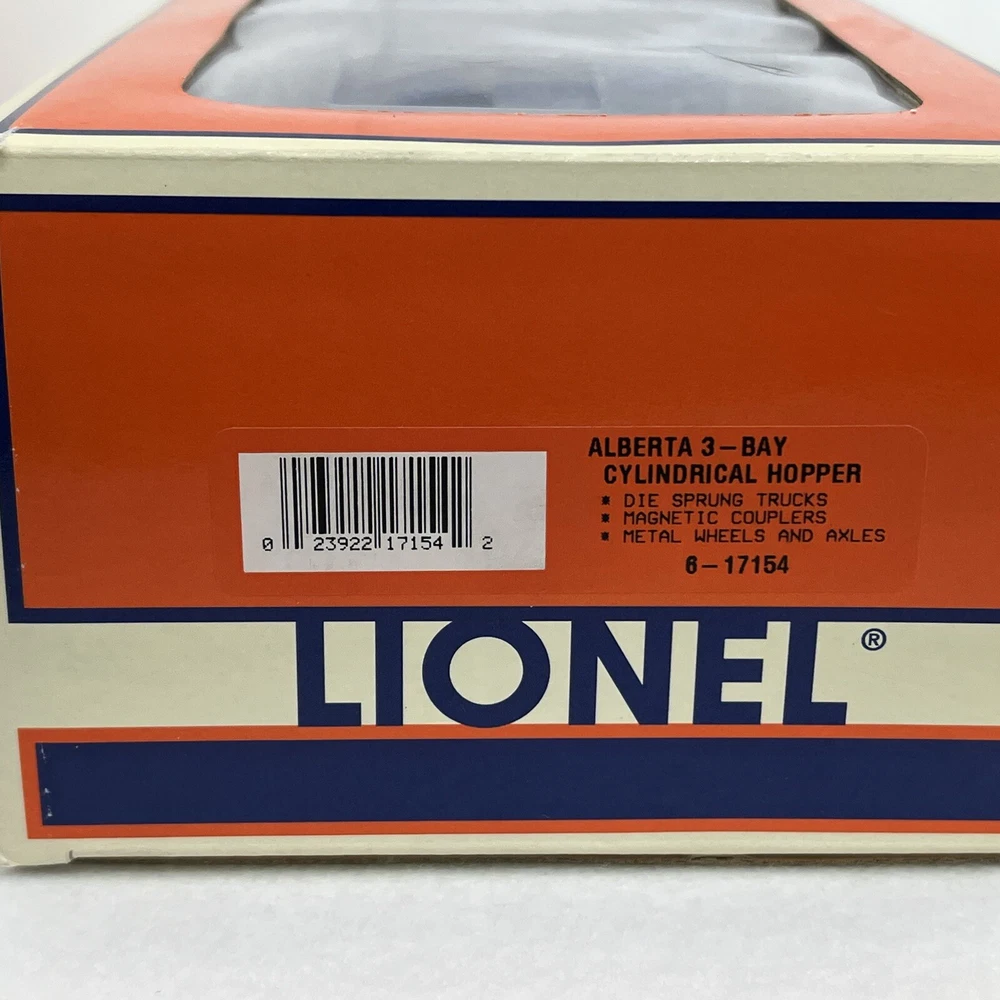 ALBERTA 3-BAY
CYLINDRICAL HOPPER
* DIE SPRUNG TRUCKS
* MAGNETIC COUPLERS
* METAL WHEELS AND AXLES
6-17154
0 23922 17154 2
LIONEL®